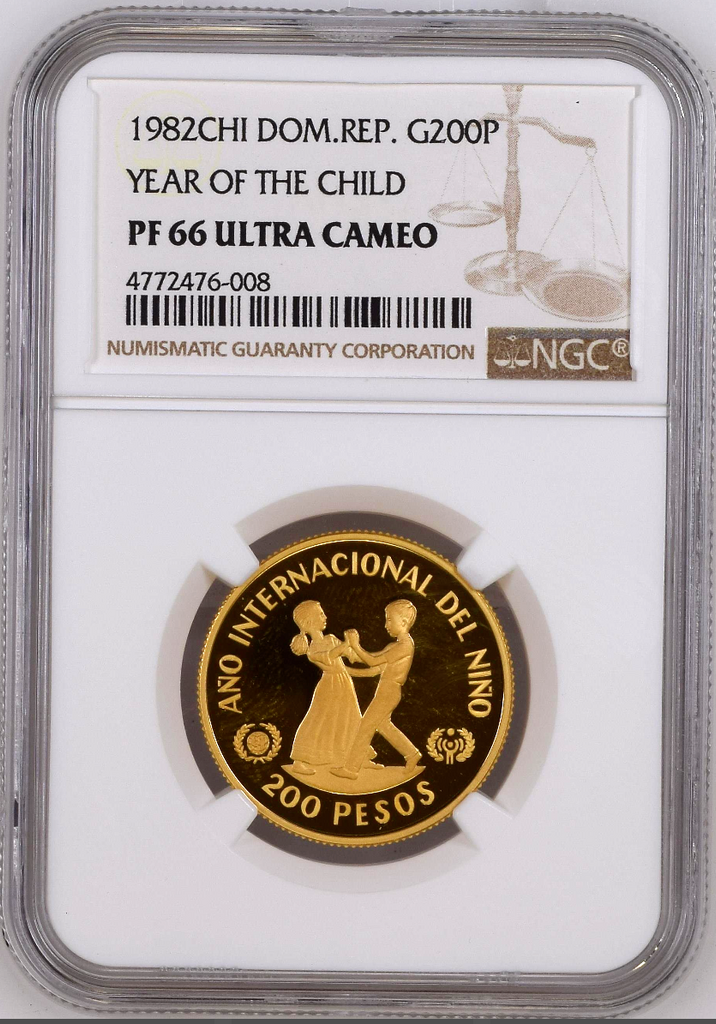 1982CHI DOM.REP. G200P
YEAR OF THE CHILD
PF 66 ULTRA CAMEO
4772476-008
NUMISMATIC GUARANTY CORPORATION
NGC®
AÑO INTERNACIONAL DEL NIÑO
200 PESOS